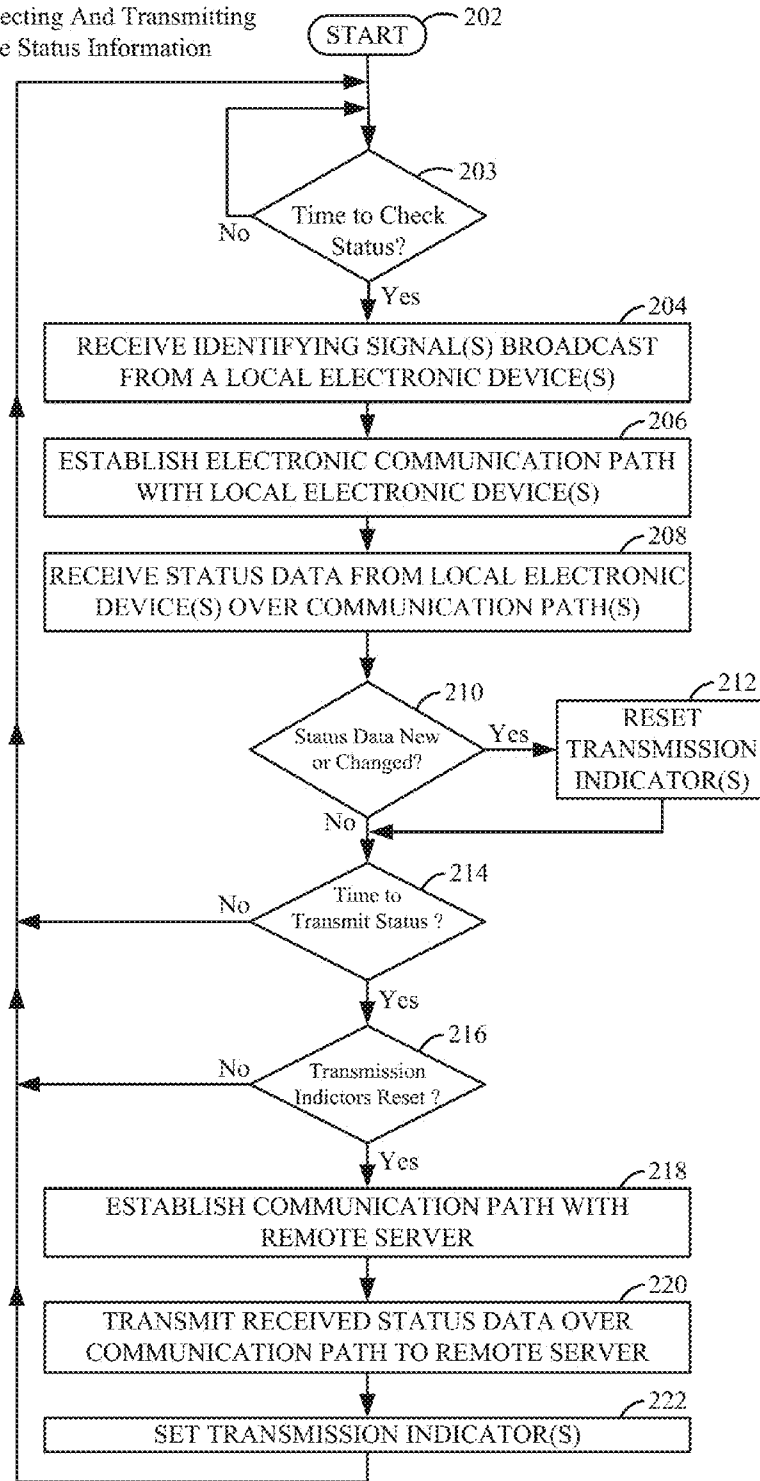 ecting And Transmitting
e Status Information
START
202
203
Time to Check
Status?
No
Yes
204
RECEIVE IDENTIFYING SIGNAL(S) BROADCAST
FROM A LOCAL ELECTRONIC DEVICE(S)
206
ESTABLISH ELECTRONIC COMMUNICATION PATH
WITH LOCAL ELECTRONIC DEVICE(S)
208
RECEIVE STATUS DATA FROM LOCAL ELECTRONIC
DEVICE(S) OVER COMMUNICATION PATH(S)
210
Status Data New
or Changed?
Yes
212
RESET
TRANSMISSION
INDICATOR(S)
No
214
Time to
Transmit Status ?
No
Yes
216
Transmission
Indictors Reset ?
No
Yes
218
ESTABLISH COMMUNICATION PATH WITH
REMOTE SERVER
220
TRANSMIT RECEIVED STATUS DATA OVER
COMMUNICATION PATH TO REMOTE SERVER
222
SET TRANSMISSION INDICATOR(S)